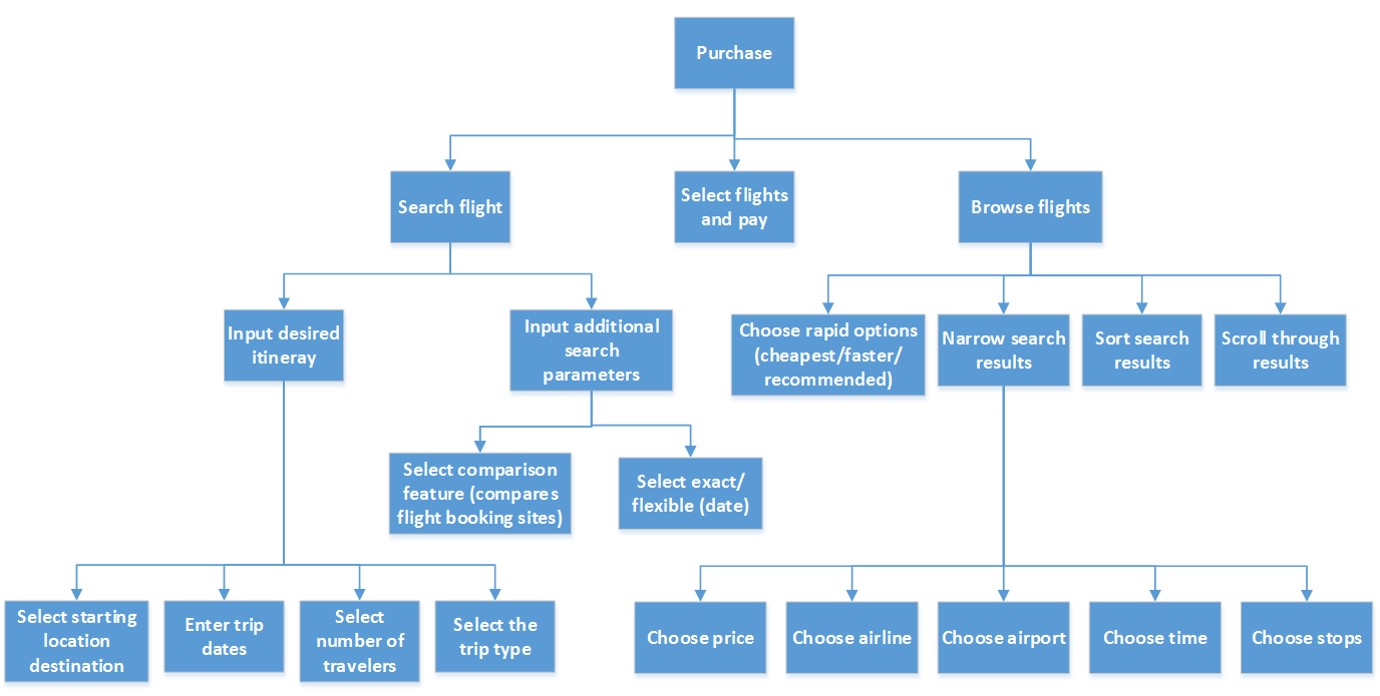 Purchase
Search flight
Select flights
and pay
Browse flights
Input desired
itineray
Input additional
search
parameters
Choose rapid options
(cheapest/faster/
recommended)
Narrow search
results
Sort search
results
Scroll through
results
Select comparison
feature (compares
flight booking sites)
Select exact/
flexible (date)
Select starting
location
destination
Enter trip
dates
Select
number of
travelers
Select the
trip type
Choose price
Choose airline
Choose airport
Choose time
Choose stops